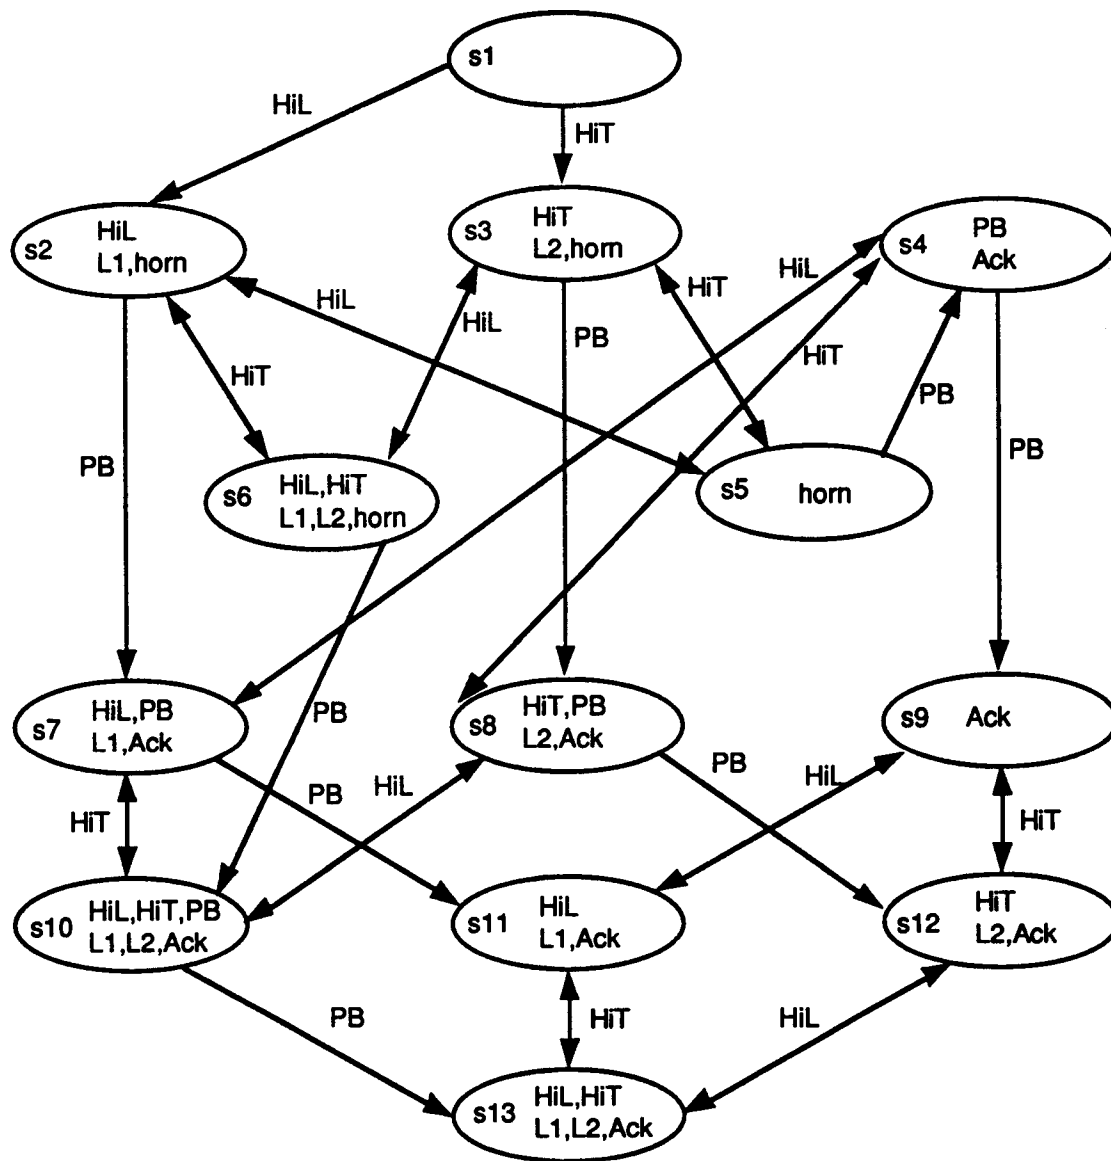 s1
HiL
HiT
s2
HiL
L1,horn
s3
HiT
L2,horn
s4
PB
Ack
HiL
HiL
HiT
HiL
PB
HiT
HiT
PB
PB
PB
s6
HiL,HiT
L1,L2,horn
s5
horn
s7
HiL,PB
L1,Ack
PB
s8
HiT,PB
L2,Ack
s9
Ack
PB
HiL
PB
HiL
HiT
HiT
s10
HiL,HiT,PB
L1,L2,Ack
s11
HiL
L1,Ack
s12
HiT
L2,Ack
PB
HiT
HiL
s13
HiL,HiT
L1,L2,Ack